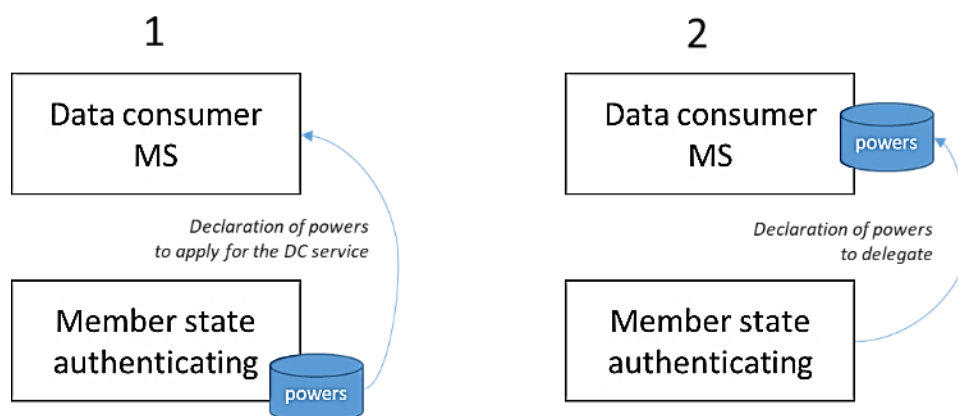 1
Data consumer
MS
Declaration of powers
to apply for the DC service
Member state
authenticating
powers
2
Data consumer
MS
powers
Declaration of powers
to delegate
Member state
authenticating